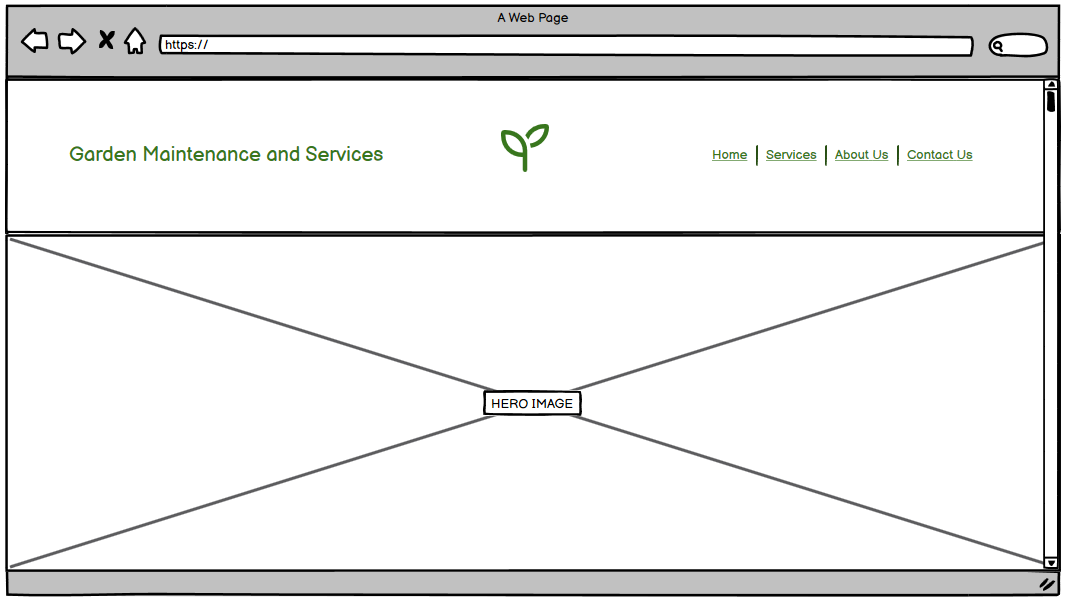 A Web Page
https://
Garden Maintenance and Services
Home | Services | About Us | Contact Us
HERO IMAGE